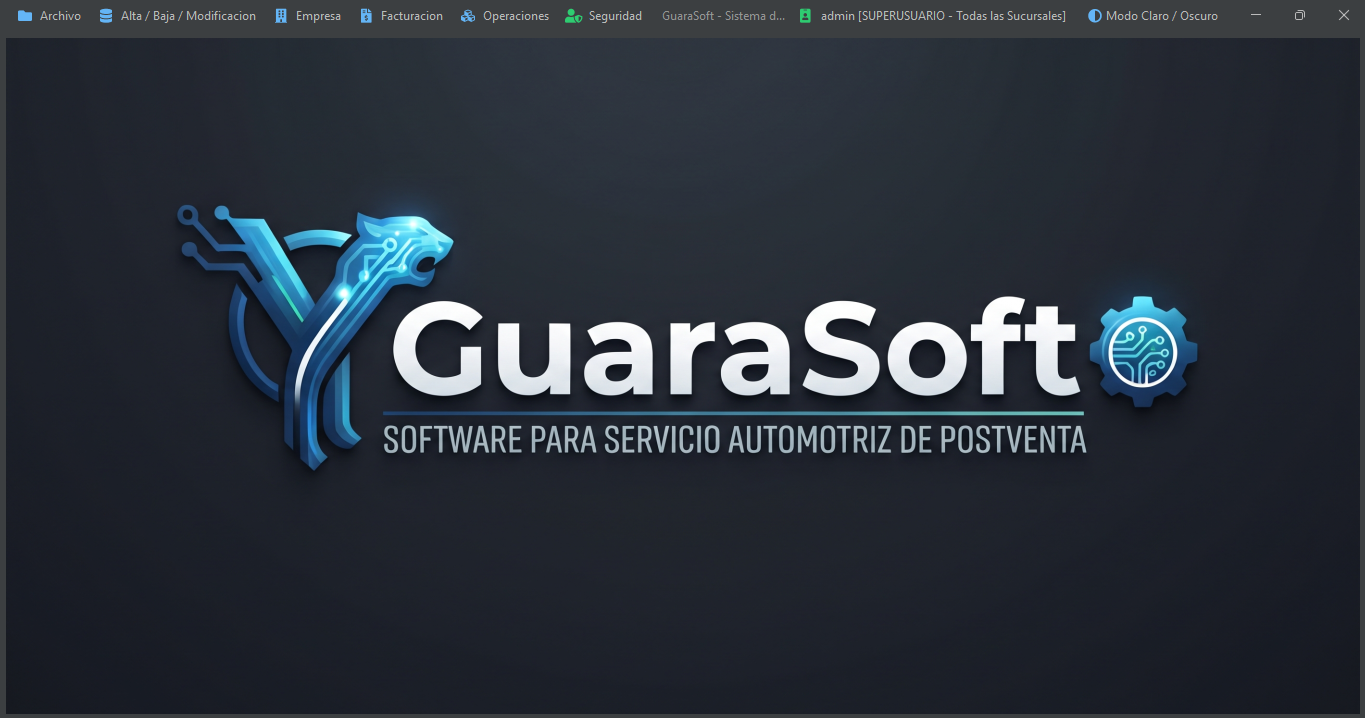 Archivo Alta / Baja / Modificacion Empresa Facturacion Operaciones Seguridad GuaraSoft - Sistema d... admin [SUPERUSUARIO - Todas las Sucursales] Modo Claro / Oscuro
GuaraSoft
SOFTWARE PARA SERVICIO AUTOMOTRIZ DE POSTVENTA